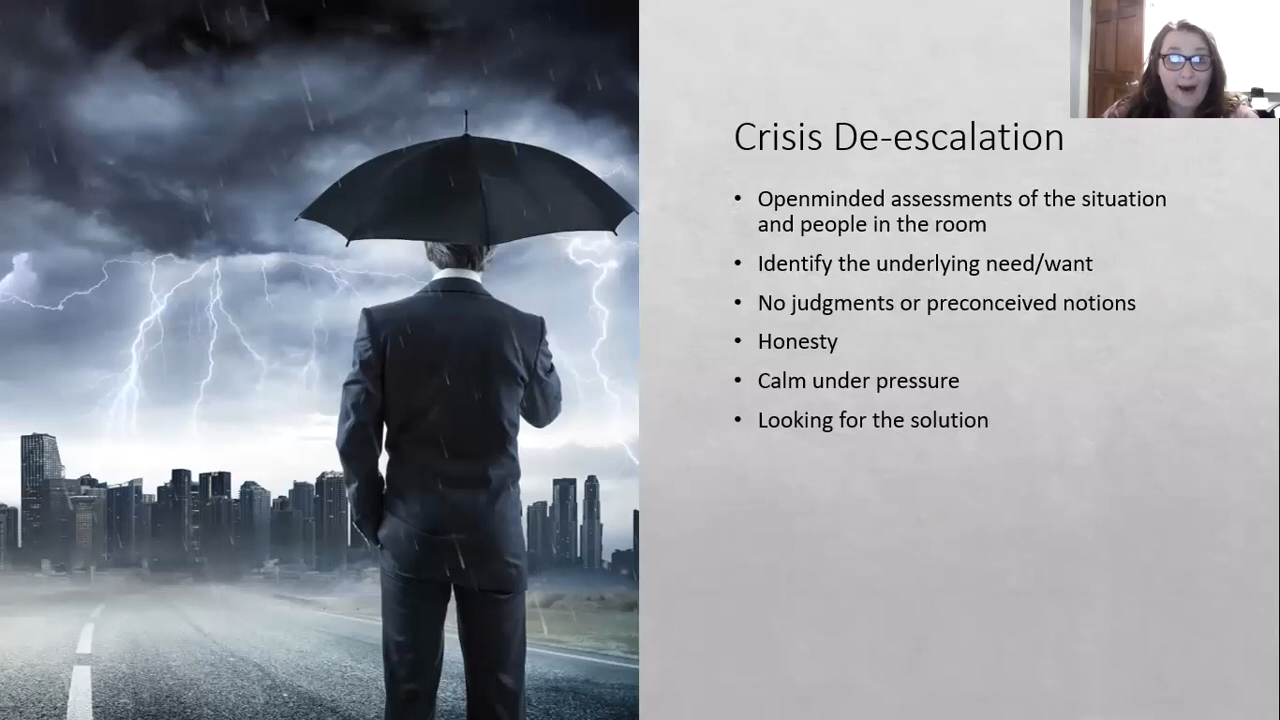 Crisis De-escalation
• Openminded assessments of the situation
and people in the room
• Identify the underlying need/want
• No judgments or preconceived notions
• Honesty
• Calm under pressure
• Looking for the solution